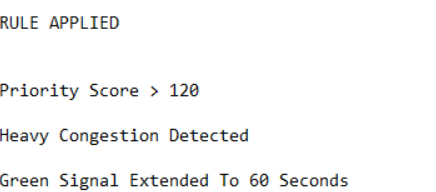 RULE APPLIED
Priority Score > 120
Heavy Congestion Detected
Green Signal Extended To 60 Seconds